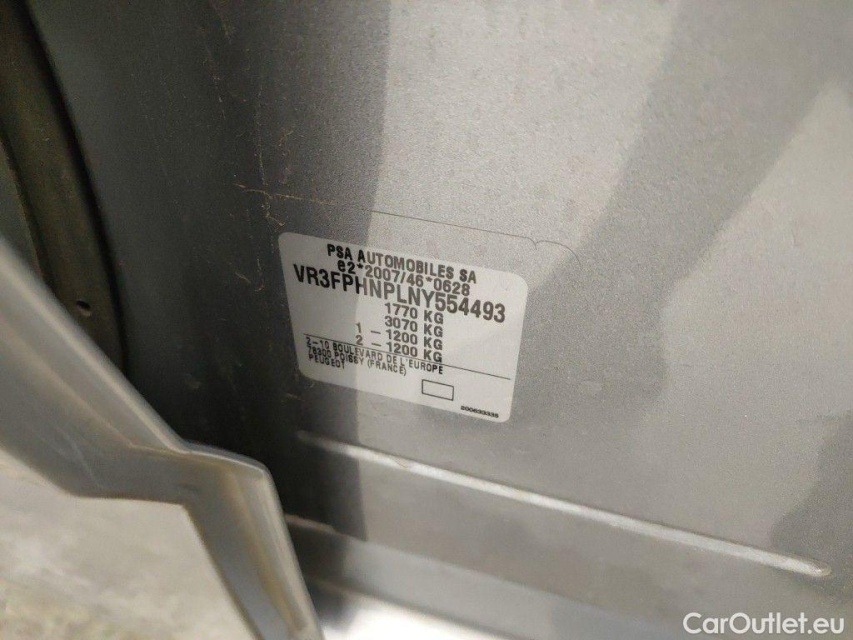 PSA AUTOMOBILES SA
e2*2007/46*0628
VR3FPHNPLNY554493
1770 KG
3070 KG
1 - 1200 KG
2 - 1200 KG
2-10 BOULEVARD DE L'EUROPE
78300 POISSY (FRANCE)
PEUGEOT
CarOutlet.eu